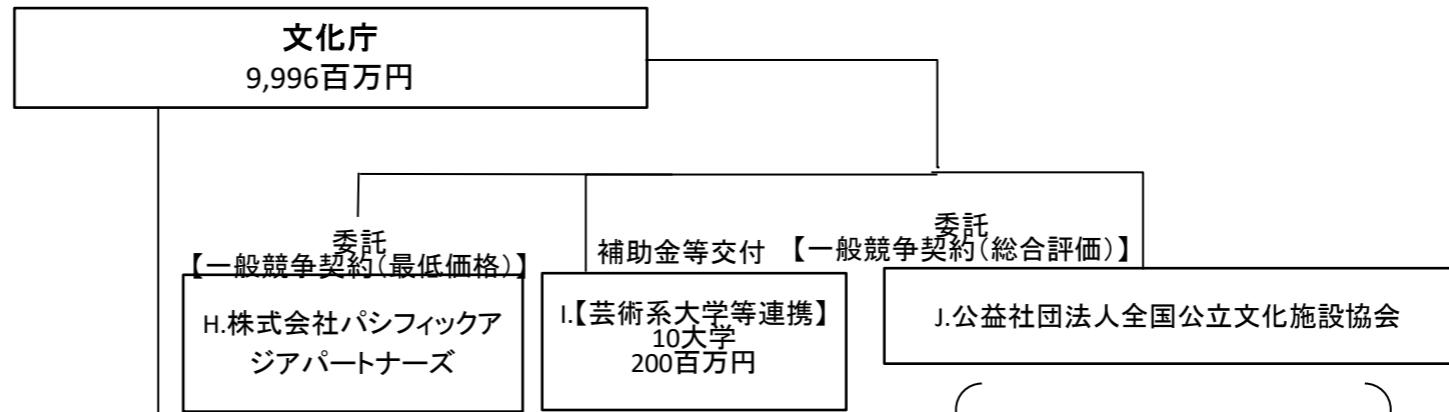 文化庁
9,996百万円
委託
【一般競争契約(最低価格)】
H.株式会社パシフィックア
ジアパートナーズ
補助金等交付
I.【芸術系大学等連携】
10大学
200百万円
委託
【一般競争契約(総合評価)】
J.公益社団法人全国公立文化施設協会